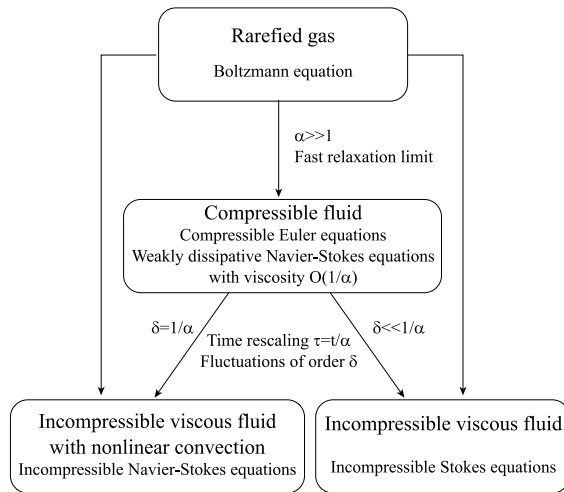 Rarefied gas
Boltzmann equation
α>>1
Fast relaxation limit
Compressible fluid
Compressible Euler equations
Weakly dissipative Navier-Stokes equations
with viscosity O(1/α)
δ=1/α
δ<<1/α
Time rescaling τ=t/α
Fluctuations of order δ
Incompressible viscous fluid
with nonlinear convection
Incompressible Navier-Stokes equations
Incompressible viscous fluid
Incompressible Stokes equations